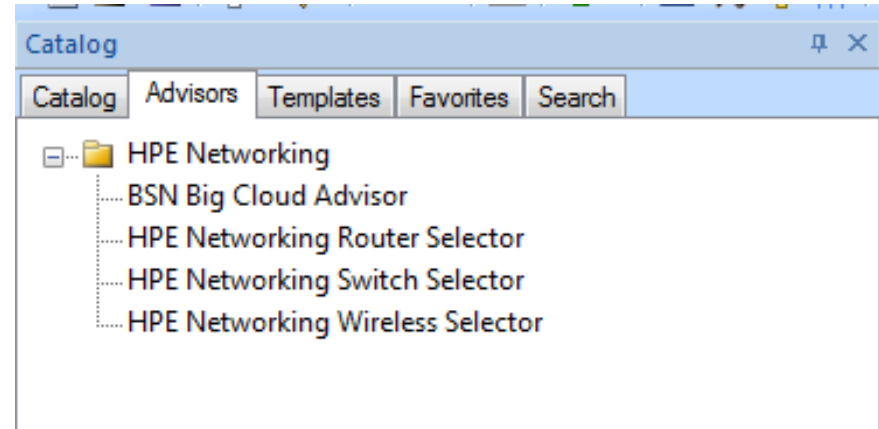 Catalog
Catalog Advisors Templates Favorites Search
HPE Networking
BSN Big Cloud Advisor
HPE Networking Router Selector
HPE Networking Switch Selector
HPE Networking Wireless Selector